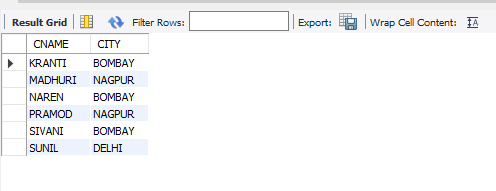 Result Grid Filter Rows: Export: Wrap Cell Content: IA
CNAME CITY
KRANTI BOMBAY
MADHURI NAGPUR
NAREN BOMBAY
PRAMOD NAGPUR
SIVANI BOMBAY
SUNIL DELHI